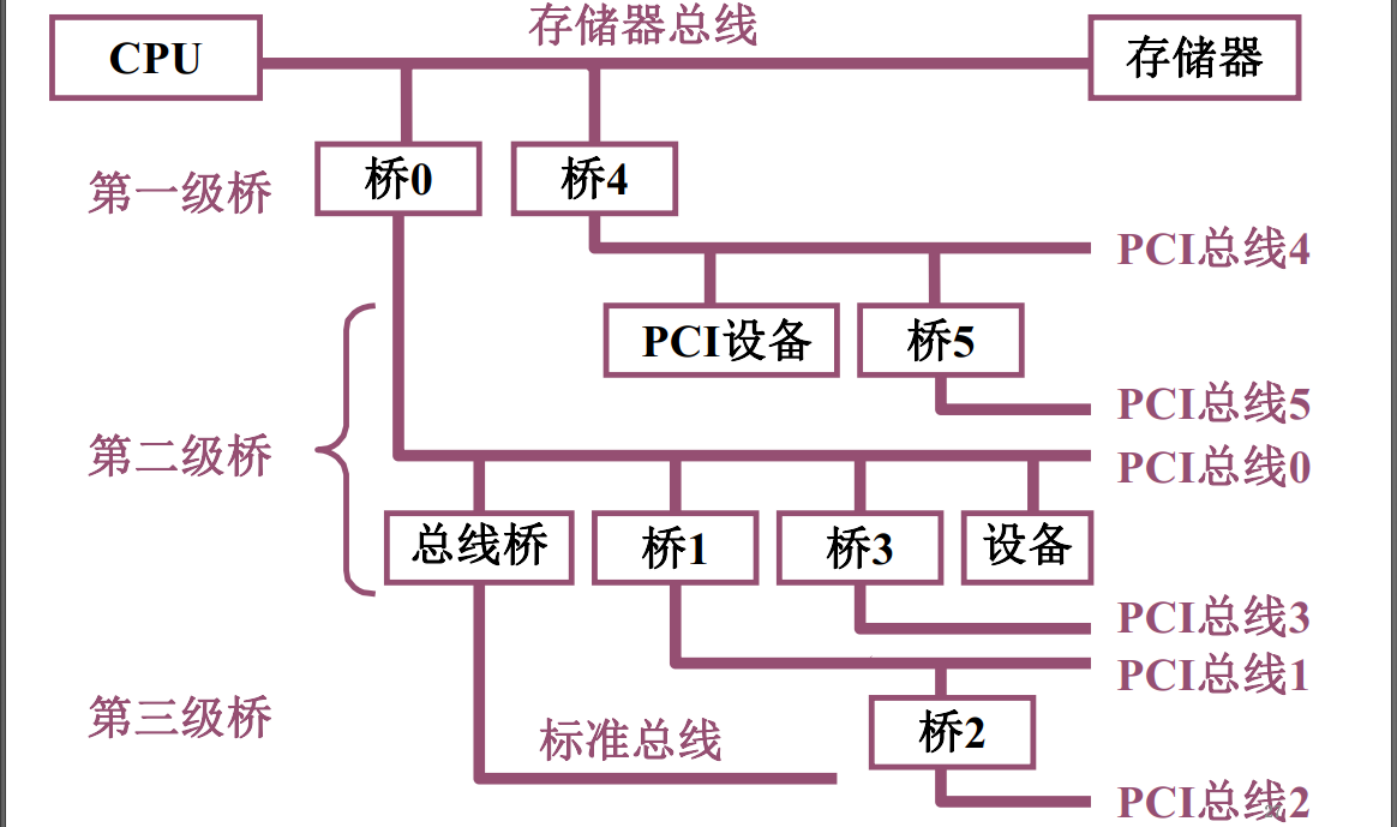 存储器总线
CPU
存储器
第一级桥
桥0
桥4
PCI总线4
PCI设备
桥5
PCI总线5
第二级桥
PCI总线0
总线桥
桥1
桥3
设备
PCI总线3
PCI总线1
第三级桥
标准总线
桥2
PCI总线2